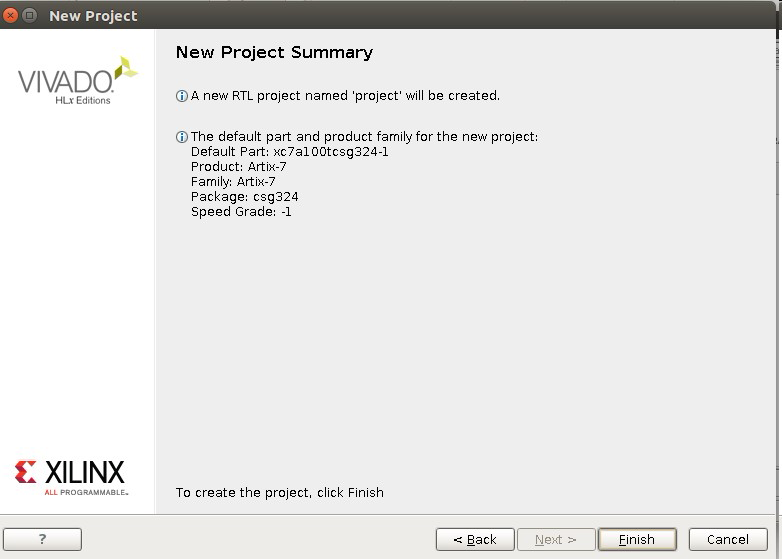 New Project
VIVADO.
HLx Editions
New Project Summary
A new RTL project named 'project' will be created.
The default part and product family for the new project:
Default Part: xc7a100tcsg324-1
Product: Artix-7
Family: Artix-7
Package: csg324
Speed Grade: -1
XILINX
ALL PROGRAMMABLE™
To create the project, click Finish
?
< Back
Next >
Finish
Cancel